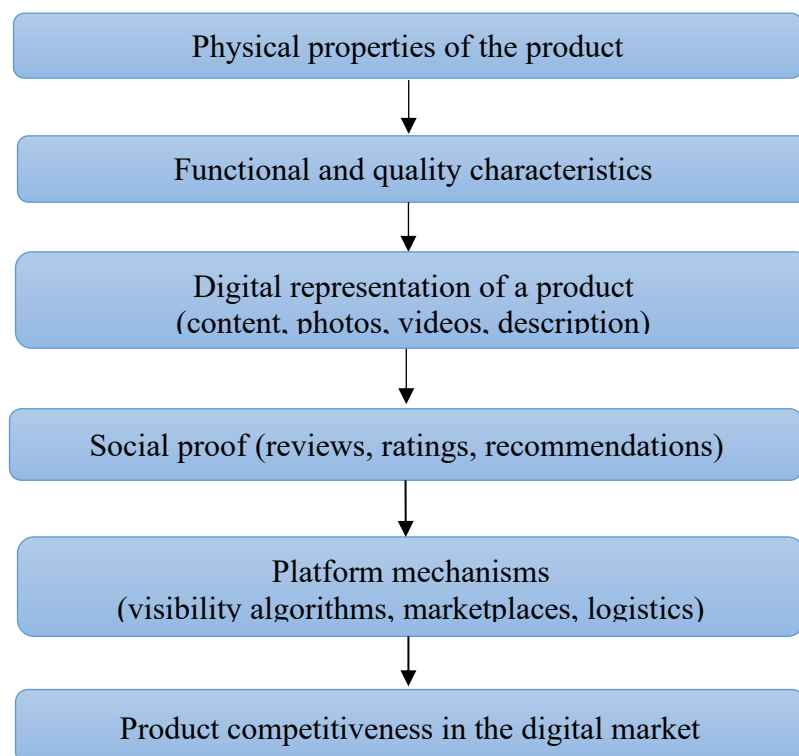 Physical properties of the product
Functional and quality characteristics
Digital representation of a product
(content, photos, videos, description)
Social proof (reviews, ratings, recommendations)
Platform mechanisms
(visibility algorithms, marketplaces, logistics)
Product competitiveness in the digital market